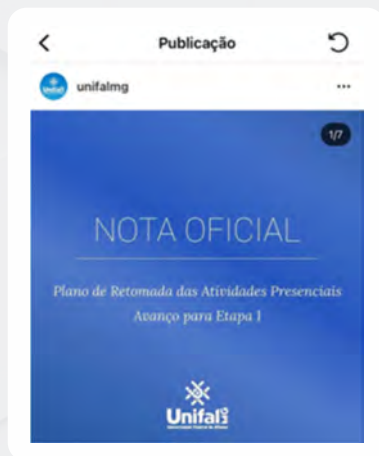 Publicação
unifalmg
1/7
NOTA OFICIAL
Plano de Retomada das Atividades Presenciais
Avanço para Etapa I
Unifal